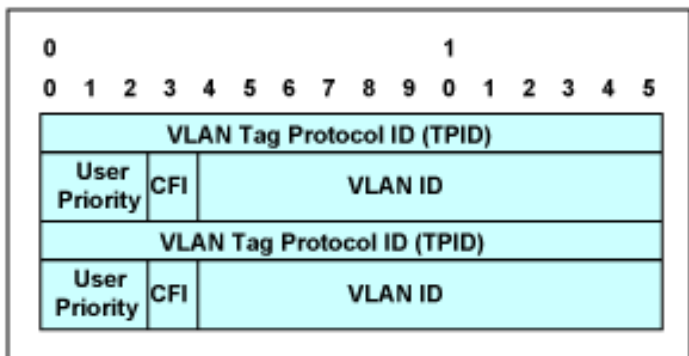 0 1
0 1 2 3 4 5 6 7 8 9 0 1 2 3 4 5
VLAN Tag Protocol ID (TPID)
User Priority CFI VLAN ID
VLAN Tag Protocol ID (TPID)
User Priority CFI VLAN ID